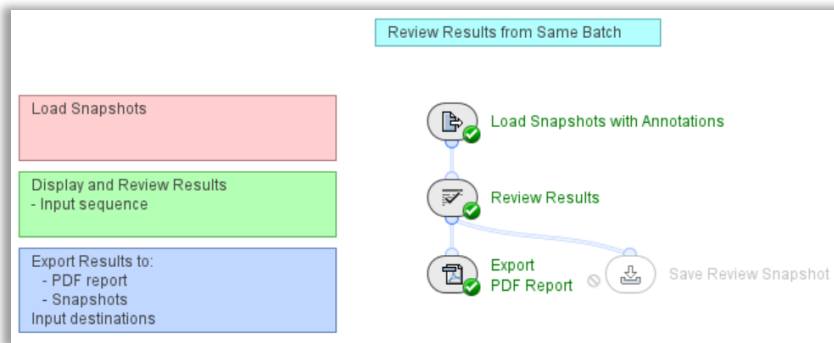 Review Results from Same Batch
Load Snapshots
Load Snapshots with Annotations
Display and Review Results
- Input sequence
Review Results
Export Results to:
- PDF report
- Snapshots
Input destinations
Export
PDF Report
Save Review Snapshot